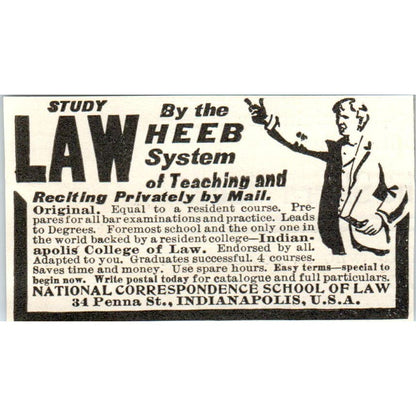 STUDY
LAW
By the
HEEB
System
of Teaching and
Reciting Privately by Mail.
Original. Equal to a resident course. Pre-
pares for all bar examinations and practice. Leads
to Degrees. Foremost school and the only one in
the world backed by a resident college—Indian-
apolis College of Law. Endorsed by all.
Adapted to you. Graduates successful. 4 courses.
Saves time and money. Use spare hours. Easy terms—special to
begin now. Write postal today for catalogue and full particulars.
NATIONAL CORRESPONDENCE SCHOOL OF LAW
34 Penna St., INDIANAPOLIS, U.S.A.